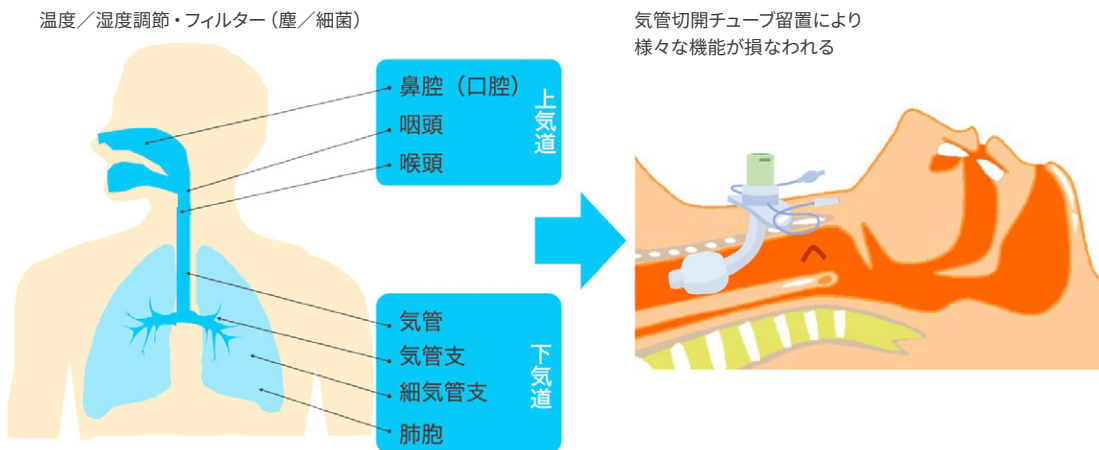 温度／湿度調節・フィルター（塵／細菌）
鼻腔（口腔）
咽頭
喉頭
上気道
気管
気管支
細気管支
肺胞
下気道
気管切開チューブ留置により
様々な機能が損なわれる